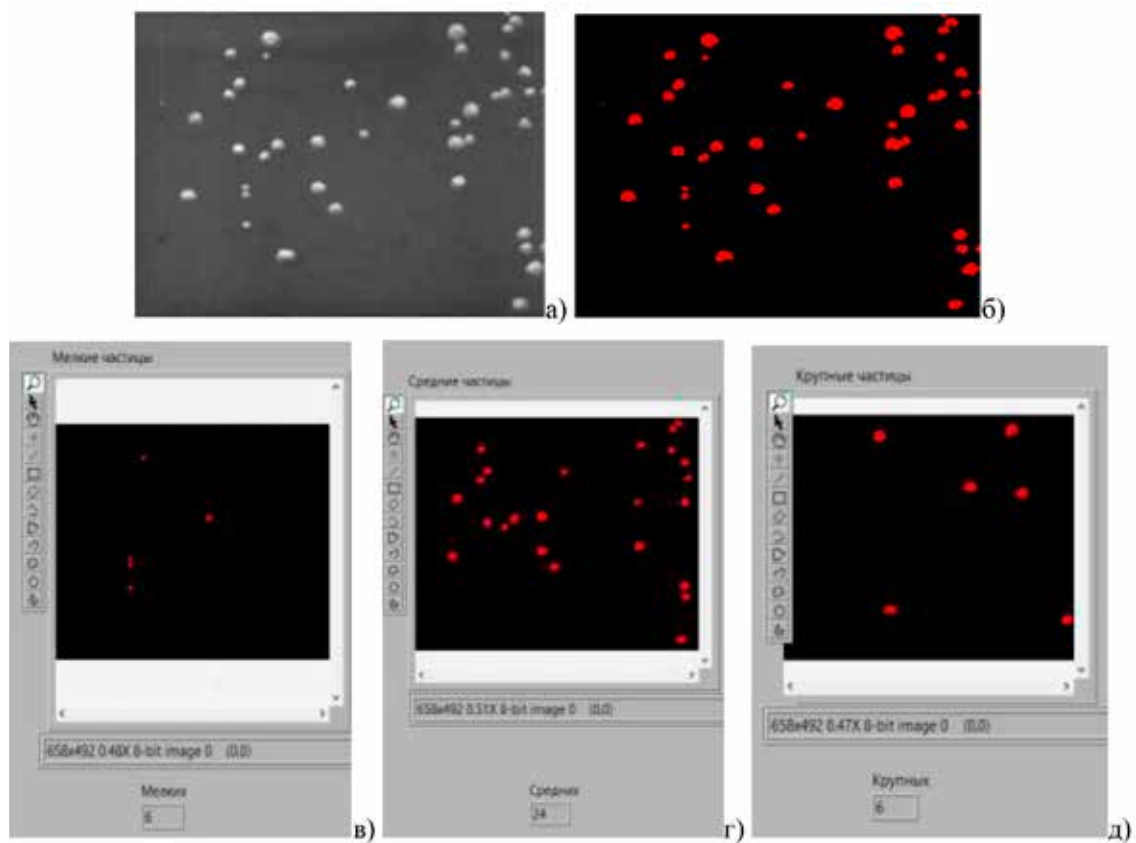 а)
б)
Мелкие частицы
658x492 0.48X 8-bit image 0 (0,0)
Мелких
6
в)
Средние частицы
658x492 0.51X 8-bit image 0 (0,0)
Средних
24
г)
Крупные частицы
658x492 0.47X 8-bit image 0 (0,0)
Крупных
6
д)